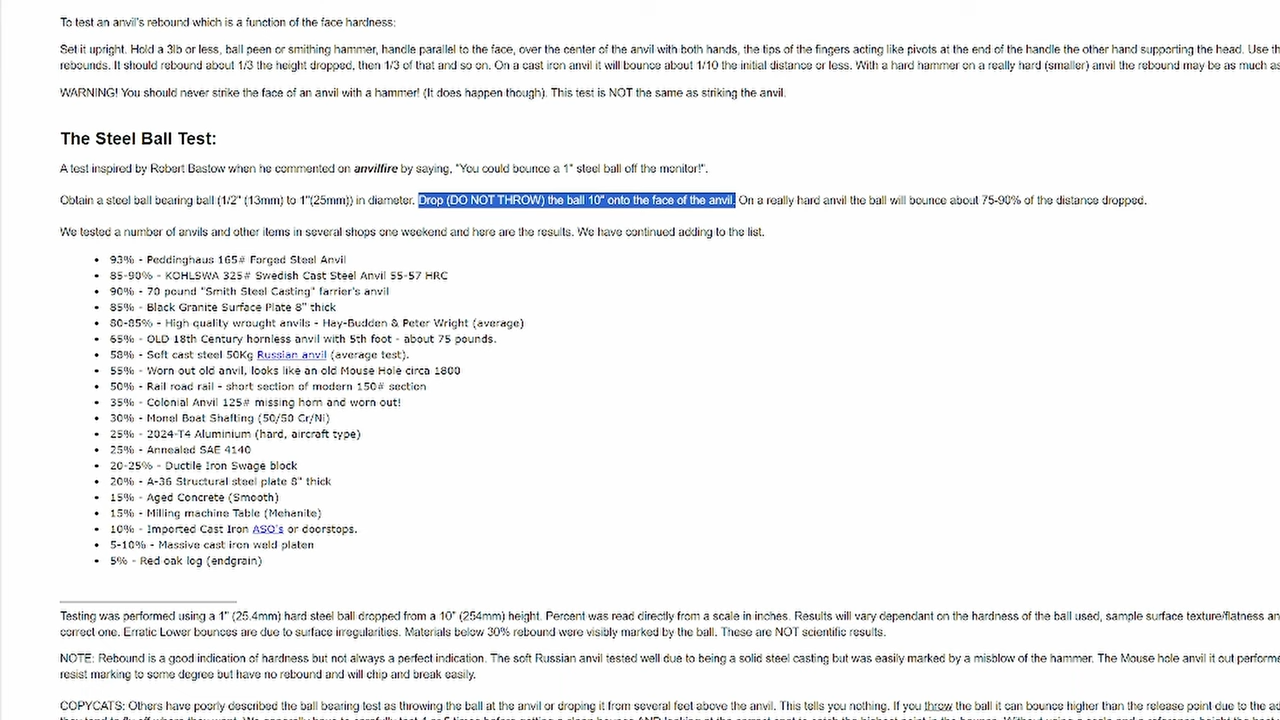 To test an anvil's rebound which is a function of the face hardness:
Set it upright. Hold a 3lb or less, ball peen or smithing hammer, handle parallel to the face, over the center of the anvil with both hands, the tips of the fingers acting like pivots at the end of the handle the other hand supporting the head. Use
rebounds. It should rebound about 1/3 the height dropped, then 1/3 of that and so on. On a cast iron anvil it will bounce about 1/10 the initial distance or less. With a hard hammer on a really hard (smaller) anvil the rebound may be as much as
WARNING! You should never strike the face of an anvil with a hammer! (It does happen though). This test is NOT the same as striking the anvil.
The Steel Ball Test:
A test inspired by Robert Bastow when he commented on anvilfire by saying, "You could bounce a 1" steel ball off the monitor!".
Obtain a steel ball bearing ball (1/2" (13mm) to 1"(25mm)) in diameter. Drop (DO NOT THROW) the ball 10" onto the face of the anvil. On a really hard anvil the ball will bounce about 75-90% of the distance dropped.
We tested a number of anvils and other items in several shops one weekend and here are the results. We have continued adding to the list.
• 93% - Peddinghaus 165# Forged Steel Anvil
• 85-90% - KOHLSWA 325# Swedish Cast Steel Anvil 55-57 HRC
• 90% - 70 pound "Smith Steel Casting" farrier's anvil
• 85% - Black Granite Surface Plate 8" thick
• 80-85% - High quality wrought anvils - Hay-Budden & Peter Wright (average)
• 65% - OLD 18th Century hornless anvil with 5th foot - about 75 pounds.
• 58% - Soft cast steel 50Kg Russian anvil (average test).
• 55% - Worn out old anvil, looks like an old Mouse Hole circa 1800
• 50% - Rail road rail - short section of modern 150# section
• 35% - Colonial Anvil 125# missing horn and worn out!
• 30% - Monel Boat Shafting (50/50 Cr/Ni)
• 25% - 2024-T4 Aluminium (hard, aircraft type)
• 25% - Annealed SAE 4140
• 20-25% - Ductile Iron Swage block
• 20% - A-36 Structural steel plate 8" thick
• 15% - Aged Concrete (Smooth)
• 15% - Milling machine Table (Mehanite)
• 10% - Imported Cast Iron ASO's or doorstops.
• 5-10% - Massive cast iron weld platen
• 5% - Red oak log (endgrain)
Testing was performed using a 1" (25.4mm) hard steel ball dropped from a 10" (254mm) height. Percent was read directly from a scale in inches. Results will vary dependant on the hardness of the ball used, sample surface texture/flatness
correct one. Erratic Lower bounces are due to surface irregularities. Materials below 30% rebound were visibly marked by the ball. These are NOT scientific results.
NOTE: Rebound is a good indication of hardness but not always a perfect indication. The soft Russian anvil tested well due to being a solid steel casting but was easily marked by a misblow of the hammer. The Mouse hole anvil it out
resist marking to some degree but have no rebound and will chip and break easily.
COPYCATS: Others have poorly described the ball bearing test as throwing the ball at the anvil or droping it from several feet above the anvil. This tells you nothing. If you throw the ball it can bounce higher than the release point due to the